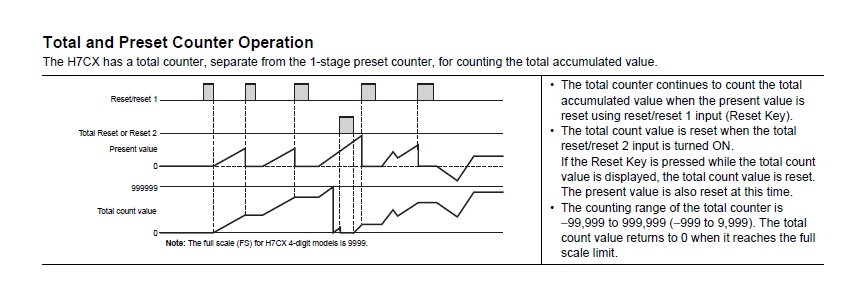 Total and Preset Counter Operation
The H7CX has a total counter, separate from the 1-stage preset counter, for counting the total accumulated value.
Reset/reset 1
Total Reset or Reset 2
Present value
0
999999
Total count value
0
Note: The full scale (FS) for H7CX 4-digit models is 9999.
• The total counter continues to count the total
accumulated value when the present value is
reset using reset/reset 1 input (Reset Key).
• The total count value is reset when the total
reset/reset 2 input is turned ON.
If the Reset Key is pressed while the total count
value is displayed, the total count value is reset.
The present value is also reset at this time.
• The counting range of the total counter is
–99,999 to 999,999 (–999 to 9,999). The total
count value returns to 0 when it reaches the full
scale limit.